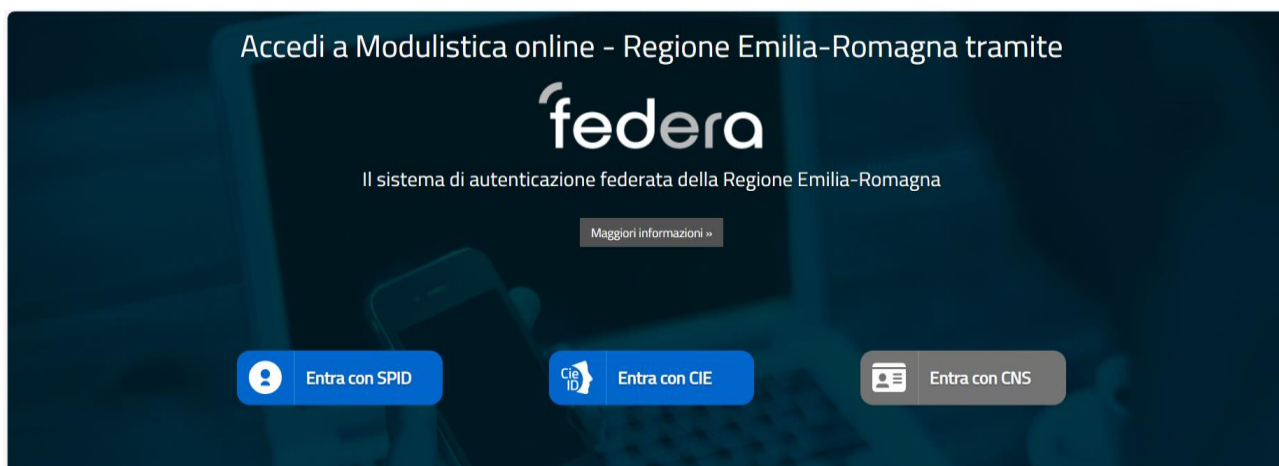 Accedi a Modulistica online - Regione Emilia-Romagna tramite
federa
Il sistema di autenticazione federata della Regione Emilia-Romagna
Maggiori informazioni »
Entra con SPID
Cie
ID
Entra con CIE
Entra con CNS